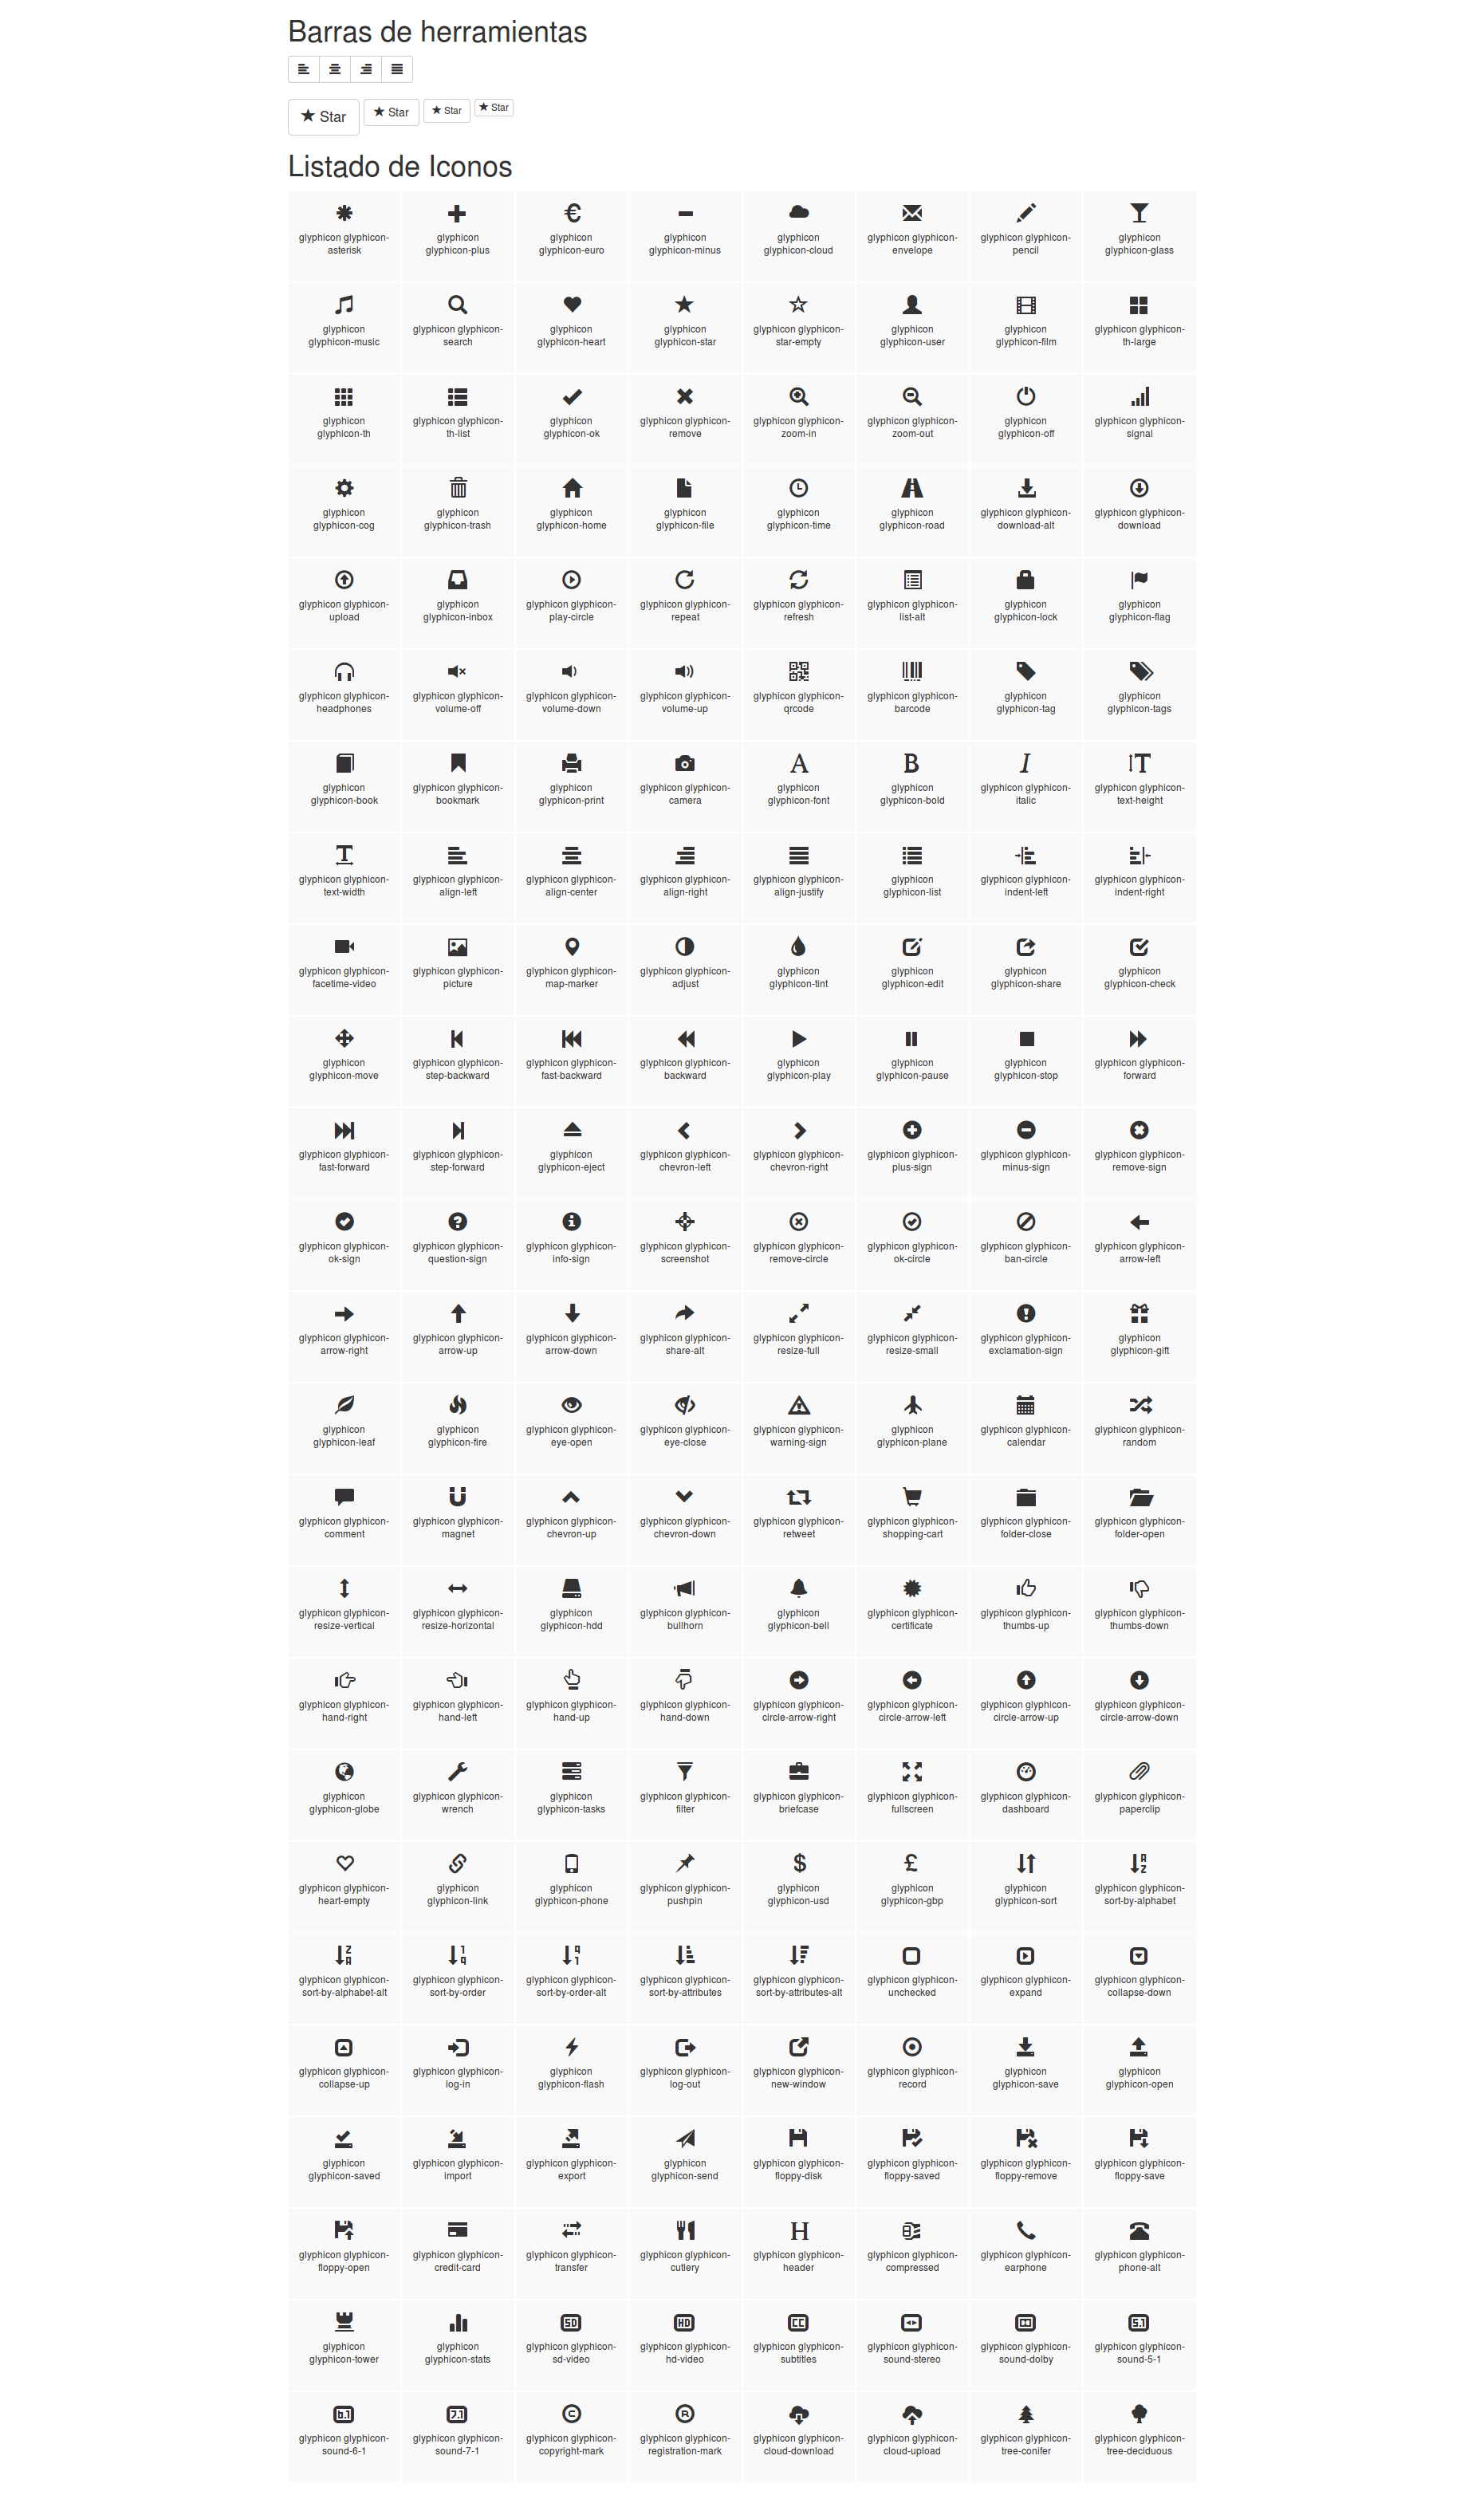 Barras de herramientas
Star Star Star Star
Listado de Iconos
glyphicon glyphicon-asterisk
glyphicon glyphicon-plus
glyphicon glyphicon-euro
glyphicon glyphicon-minus
glyphicon glyphicon-cloud
glyphicon glyphicon-envelope
glyphicon glyphicon-pencil
glyphicon glyphicon-glass
glyphicon glyphicon-music
glyphicon glyphicon-search
glyphicon glyphicon-heart
glyphicon glyphicon-star
glyphicon glyphicon-star-empty
glyphicon glyphicon-user
glyphicon glyphicon-film
glyphicon glyphicon-th-large
glyphicon glyphicon-th
glyphicon glyphicon-th-list
glyphicon glyphicon-ok
glyphicon glyphicon-remove
glyphicon glyphicon-zoom-in
glyphicon glyphicon-zoom-out
glyphicon glyphicon-off
glyphicon glyphicon-signal
glyphicon glyphicon-cog
glyphicon glyphicon-trash
glyphicon glyphicon-home
glyphicon glyphicon-file
glyphicon glyphicon-time
glyphicon glyphicon-road
glyphicon glyphicon-download-alt
glyphicon glyphicon-download
glyphicon glyphicon-upload
glyphicon glyphicon-inbox
glyphicon glyphicon-play-circle
glyphicon glyphicon-repeat
glyphicon glyphicon-refresh
glyphicon glyphicon-list-alt
glyphicon glyphicon-lock
glyphicon glyphicon-flag
glyphicon glyphicon-headphones
glyphicon glyphicon-volume-off
glyphicon glyphicon-volume-down
glyphicon glyphicon-volume-up
glyphicon glyphicon-qrcode
glyphicon glyphicon-barcode
glyphicon glyphicon-tag
glyphicon glyphicon-tags
glyphicon glyphicon-book
glyphicon glyphicon-bookmark
glyphicon glyphicon-print
glyphicon glyphicon-camera
glyphicon glyphicon-font
glyphicon glyphicon-bold
glyphicon glyphicon-italic
glyphicon glyphicon-text-height
glyphicon glyphicon-text-width
glyphicon glyphicon-align-left
glyphicon glyphicon-align-center
glyphicon glyphicon-align-right
glyphicon glyphicon-align-justify
glyphicon glyphicon-list
glyphicon glyphicon-indent-left
glyphicon glyphicon-indent-right
glyphicon glyphicon-facetime-video
glyphicon glyphicon-picture
glyphicon glyphicon-map-marker
glyphicon glyphicon-adjust
glyphicon glyphicon-tint
glyphicon glyphicon-edit
glyphicon glyphicon-share
glyphicon glyphicon-check
glyphicon glyphicon-move
glyphicon glyphicon-step-backward
glyphicon glyphicon-fast-backward
glyphicon glyphicon-backward
glyphicon glyphicon-play
glyphicon glyphicon-pause
glyphicon glyphicon-stop
glyphicon glyphicon-forward
glyphicon glyphicon-fast-forward
glyphicon glyphicon-step-forward
glyphicon glyphicon-eject
glyphicon glyphicon-chevron-left
glyphicon glyphicon-chevron-right
glyphicon glyphicon-plus-sign
glyphicon glyphicon-minus-sign
glyphicon glyphicon-remove-sign
glyphicon glyphicon-ok-sign
glyphicon glyphicon-question-sign
glyphicon glyphicon-info-sign
glyphicon glyphicon-screenshot
glyphicon glyphicon-remove-circle
glyphicon glyphicon-ok-circle
glyphicon glyphicon-ban-circle
glyphicon glyphicon-arrow-left
glyphicon glyphicon-arrow-right
glyphicon glyphicon-arrow-up
glyphicon glyphicon-arrow-down
glyphicon glyphicon-share-alt
glyphicon glyphicon-resize-full
glyphicon glyphicon-resize-small
glyphicon glyphicon-exclamation-sign
glyphicon glyphicon-gift
glyphicon glyphicon-leaf
glyphicon glyphicon-fire
glyphicon glyphicon-eye-open
glyphicon glyphicon-eye-close
glyphicon glyphicon-warning-sign
glyphicon glyphicon-plane
glyphicon glyphicon-calendar
glyphicon glyphicon-random
glyphicon glyphicon-comment
glyphicon glyphicon-magnet
glyphicon glyphicon-chevron-up
glyphicon glyphicon-chevron-down
glyphicon glyphicon-retweet
glyphicon glyphicon-shopping-cart
glyphicon glyphicon-folder-close
glyphicon glyphicon-folder-open
glyphicon glyphicon-resize-vertical
glyphicon glyphicon-resize-horizontal
glyphicon glyphicon-hdd
glyphicon glyphicon-bullhorn
glyphicon glyphicon-bell
glyphicon glyphicon-certificate
glyphicon glyphicon-thumbs-up
glyphicon glyphicon-thumbs-down
glyphicon glyphicon-hand-right
glyphicon glyphicon-hand-left
glyphicon glyphicon-hand-up
glyphicon glyphicon-hand-down
glyphicon glyphicon-circle-arrow-right
glyphicon glyphicon-circle-arrow-left
glyphicon glyphicon-circle-arrow-up
glyphicon glyphicon-circle-arrow-down
glyphicon glyphicon-globe
glyphicon glyphicon-wrench
glyphicon glyphicon-tasks
glyphicon glyphicon-filter
glyphicon glyphicon-briefcase
glyphicon glyphicon-fullscreen
glyphicon glyphicon-dashboard
glyphicon glyphicon-paperclip
glyphicon glyphicon-heart-empty
glyphicon glyphicon-link
glyphicon glyphicon-phone
glyphicon glyphicon-pushpin
glyphicon glyphicon-usd
glyphicon glyphicon-gbp
glyphicon glyphicon-sort
glyphicon glyphicon-sort-by-alphabet
glyphicon glyphicon-sort-by-alphabet-alt
glyphicon glyphicon-sort-by-order
glyphicon glyphicon-sort-by-order-alt
glyphicon glyphicon-sort-by-attributes
glyphicon glyphicon-sort-by-attributes-alt
glyphicon glyphicon-unchecked
glyphicon glyphicon-expand
glyphicon glyphicon-collapse-down
glyphicon glyphicon-collapse-up
glyphicon glyphicon-log-in
glyphicon glyphicon-flash
glyphicon glyphicon-log-out
glyphicon glyphicon-new-window
glyphicon glyphicon-record
glyphicon glyphicon-save
glyphicon glyphicon-open
glyphicon glyphicon-saved
glyphicon glyphicon-import
glyphicon glyphicon-export
glyphicon glyphicon-send
glyphicon glyphicon-floppy-disk
glyphicon glyphicon-floppy-saved
glyphicon glyphicon-floppy-remove
glyphicon glyphicon-floppy-save
glyphicon glyphicon-floppy-open
glyphicon glyphicon-credit-card
glyphicon glyphicon-transfer
glyphicon glyphicon-cutlery
glyphicon glyphicon-header
glyphicon glyphicon-compressed
glyphicon glyphicon-earphone
glyphicon glyphicon-phone-alt
glyphicon glyphicon-tower
glyphicon glyphicon-stats
glyphicon glyphicon-sd-video
glyphicon glyphicon-hd-video
glyphicon glyphicon-subtitles
glyphicon glyphicon-sound-stereo
glyphicon glyphicon-sound-dolby
glyphicon glyphicon-sound-5-1
glyphicon glyphicon-sound-6-1
glyphicon glyphicon-sound-7-1
glyphicon glyphicon-copyright-mark
glyphicon glyphicon-registration-mark
glyphicon glyphicon-cloud-download
glyphicon glyphicon-cloud-upload
glyphicon glyphicon-tree-conifer
glyphicon glyphicon-tree-deciduous